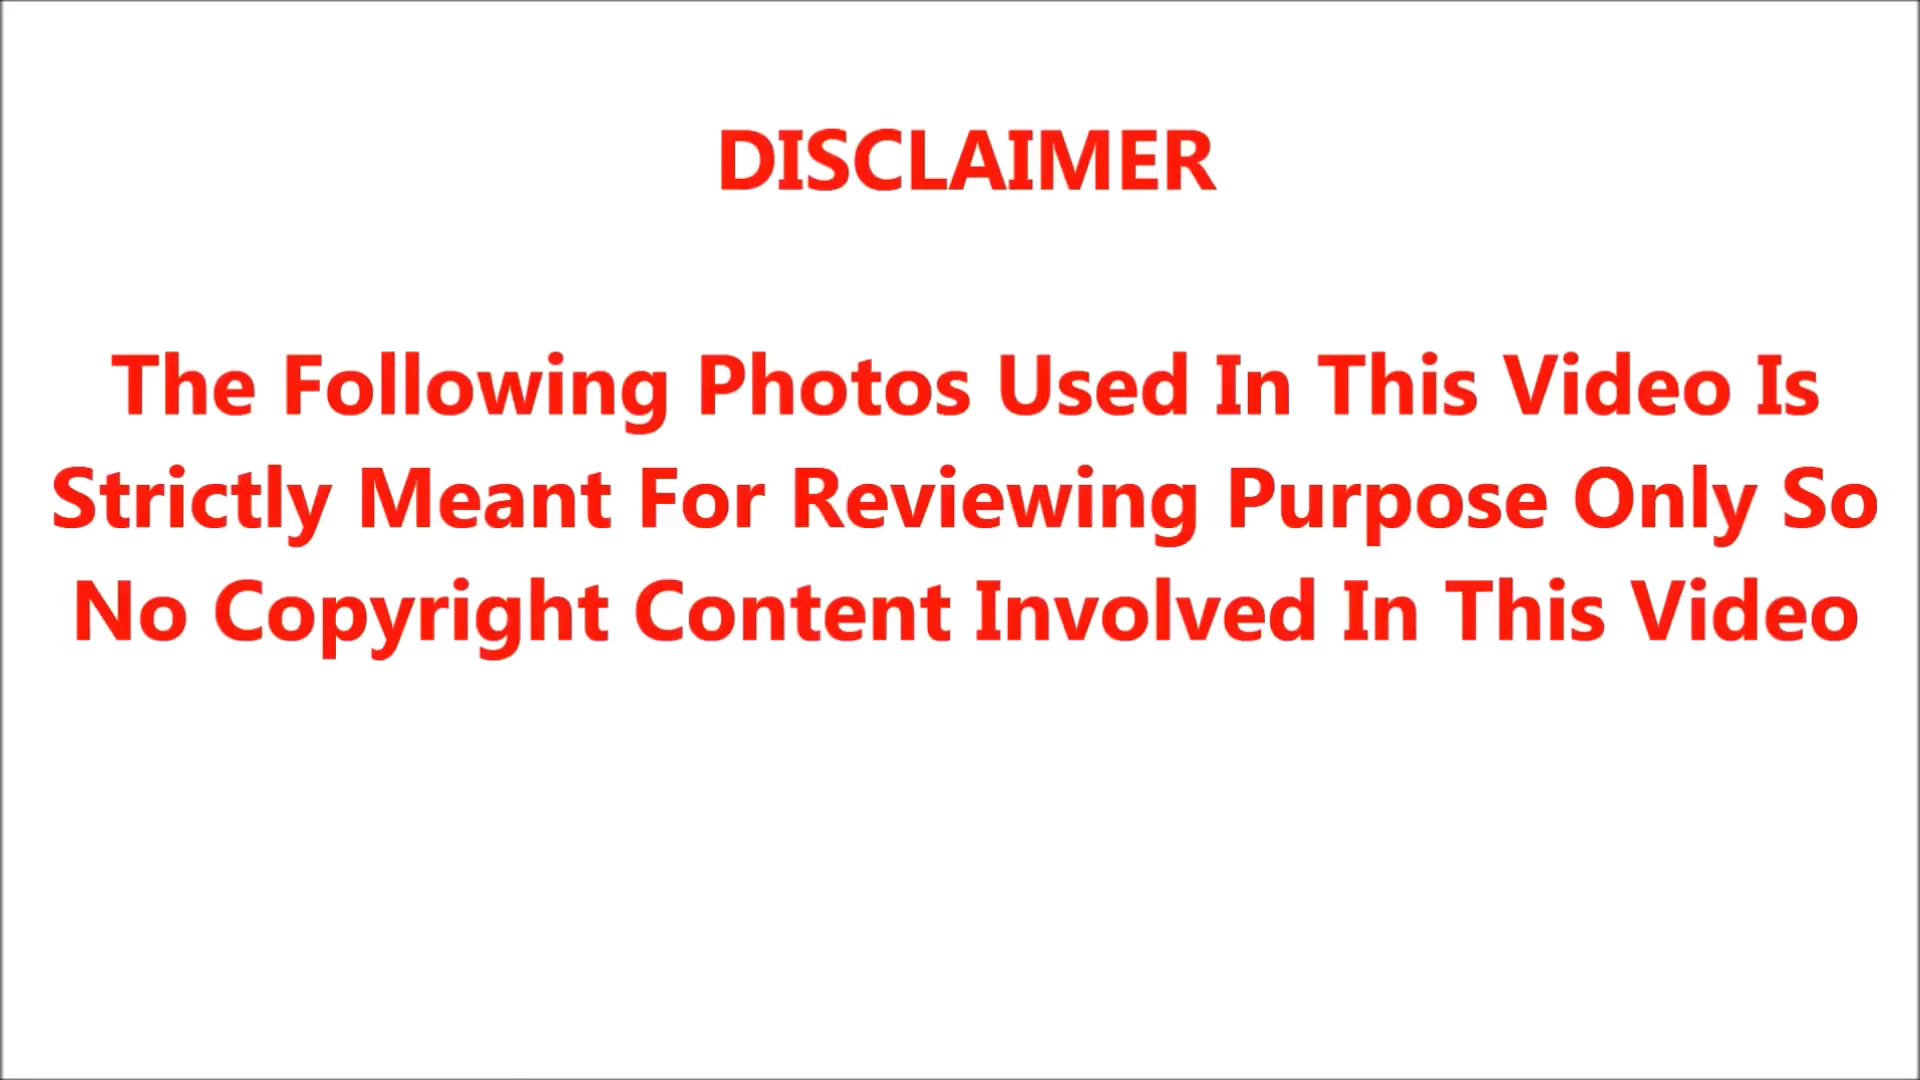 DISCLAIMER
The Following Photos Used In This Video Is
Strictly Meant For Reviewing Purpose Only So
No Copyright Content Involved In This Video